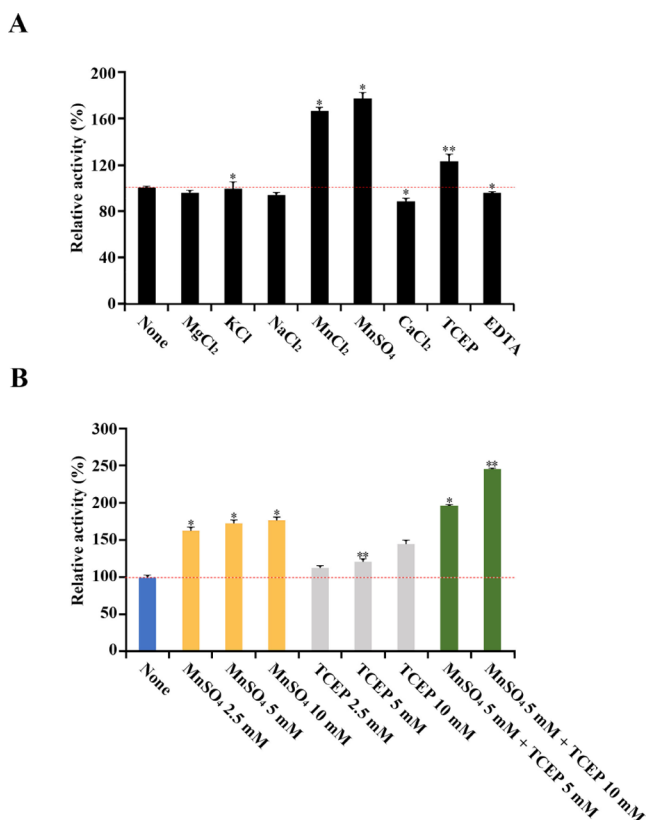 A
Relative activity (%)
200
160
120
80
40
0
* * * ** * *
None MgCl₂ KCl NaCl₂ MnCl₂ MnSO₄ CaCl₂ TCEP EDTA
B
Relative activity (%)
300
250
200
150
100
50
0
* * * ** * **
None MnSO₄ 2.5 mM MnSO₄ 5 mM MnSO₄ 10 mM TCEP 2.5 mM TCEP 5 mM TCEP 10 mM MnSO₄ 5 mM + TCEP 5 mM MnSO₄ 5 mM + TCEP 10 mM